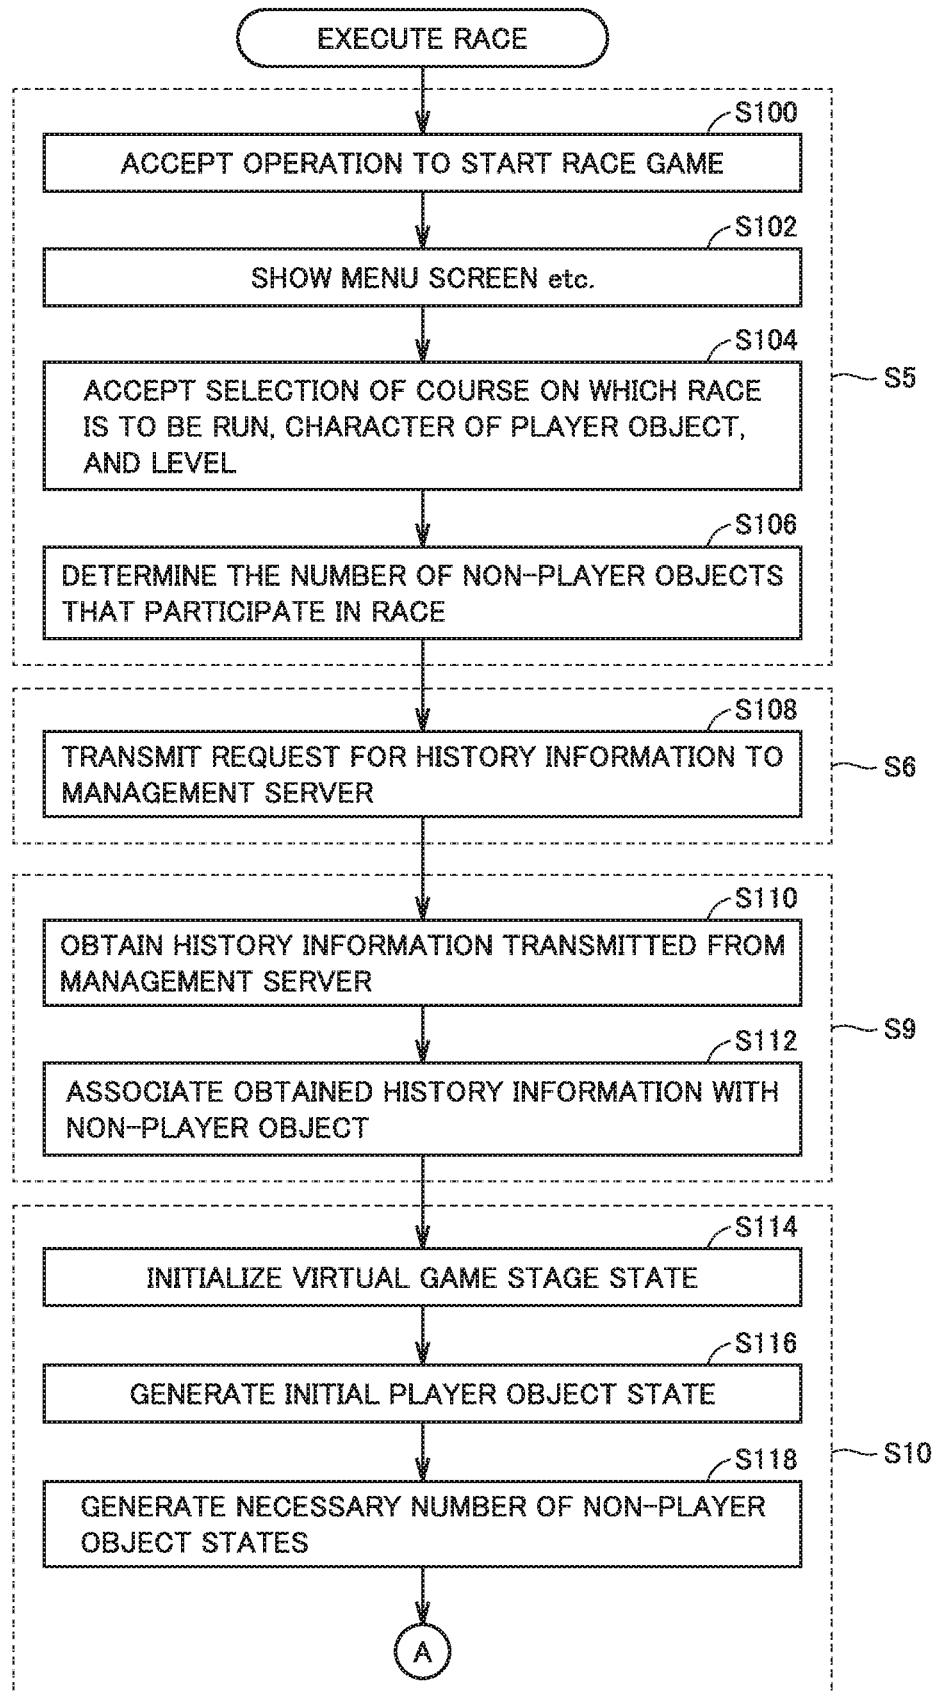 EXECUTE RACE
S100
ACCEPT OPERATION TO START RACE GAME
S102
SHOW MENU SCREEN etc.
S104
ACCEPT SELECTION OF COURSE ON WHICH RACE
IS TO BE RUN, CHARACTER OF PLAYER OBJECT,
AND LEVEL
S5
S106
DETERMINE THE NUMBER OF NON-PLAYER OBJECTS
THAT PARTICIPATE IN RACE
S108
TRANSMIT REQUEST FOR HISTORY INFORMATION TO
MANAGEMENT SERVER
S6
S110
OBTAIN HISTORY INFORMATION TRANSMITTED FROM
MANAGEMENT SERVER
S9
S112
ASSOCIATE OBTAINED HISTORY INFORMATION WITH
NON-PLAYER OBJECT
S114
INITIALIZE VIRTUAL GAME STAGE STATE
S116
GENERATE INITIAL PLAYER OBJECT STATE
S10
S118
GENERATE NECESSARY NUMBER OF NON-PLAYER
OBJECT STATES
A